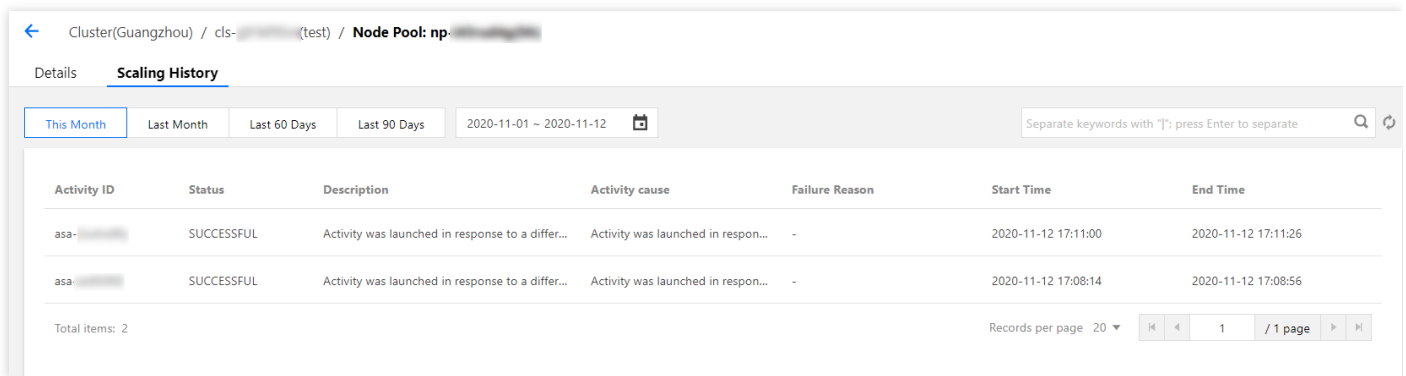 Cluster(Guangzhou) / cls- (test) / Node Pool: np-
Details Scaling History
This Month Last Month Last 60 Days Last 90 Days 2020-11-01 ~ 2020-11-12 Separate keywords with "|"; press Enter to separate
Activity ID Status Description Activity cause Failure Reason Start Time End Time
asa- SUCCESSFUL Activity was launched in response to a differ... Activity was launched in respon... - 2020-11-12 17:11:00 2020-11-12 17:11:26
asa- SUCCESSFUL Activity was launched in response to a differ... Activity was launched in respon... - 2020-11-12 17:08:14 2020-11-12 17:08:56
Total items: 2 Records per page 20 1 / 1 page